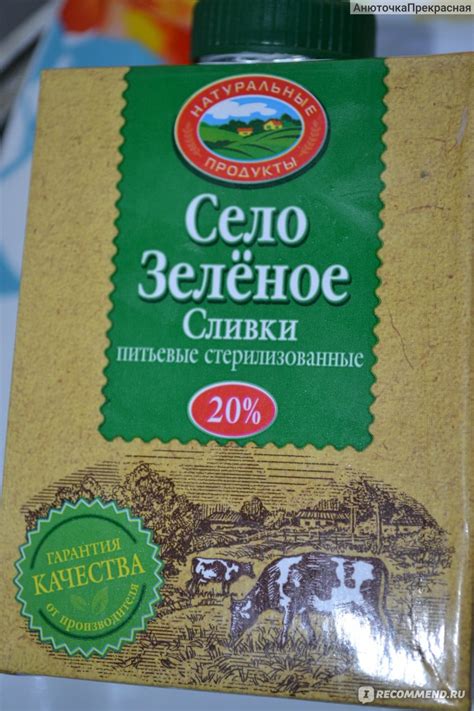 АнюточкаПрекрасная
НАТУРАЛЬНЫЕ
ПРОДУКТЫ
Село
Зелёное
Сливки
питьевые стерилизованные
20%
ГАРАНТИЯ
КАЧЕСТВА
от производителя
RECOMMEND.RU